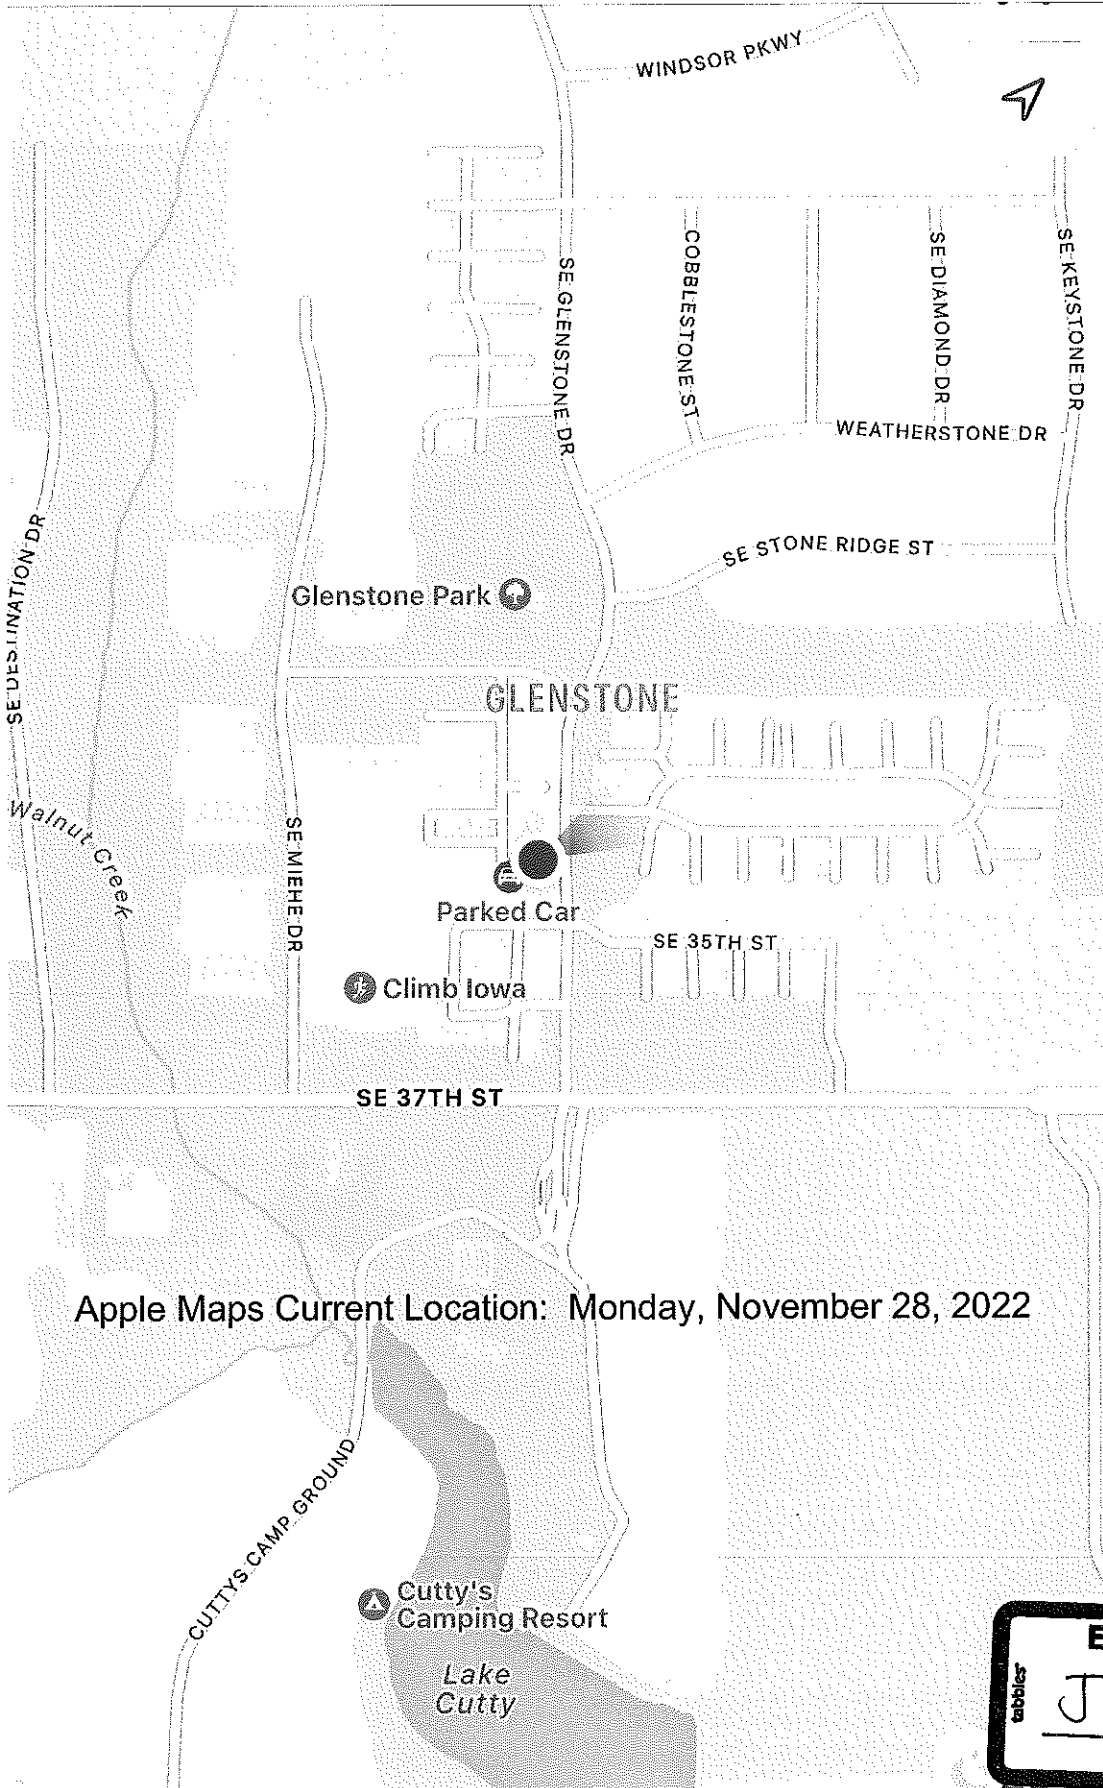 WINDSOR PKWY
SE GLENSTONE DR
COBBLESTONE ST
SE DIAMOND DR
SE KEYSTONE DR
WEATHERSTONE DR
SE DESTINATION DR
SE STONE RIDGE ST
Glenstone Park
GLENSTONE
Walnut Creek
SE MIEHE DR
Parked Car
SE 35TH ST
Climb Iowa
SE 37TH ST
Apple Maps Current Location: Monday, November 28, 2022
CUTTYS CAMP GROUND
Cutty's
Camping Resort
Lake
Cutty
E
tabbies